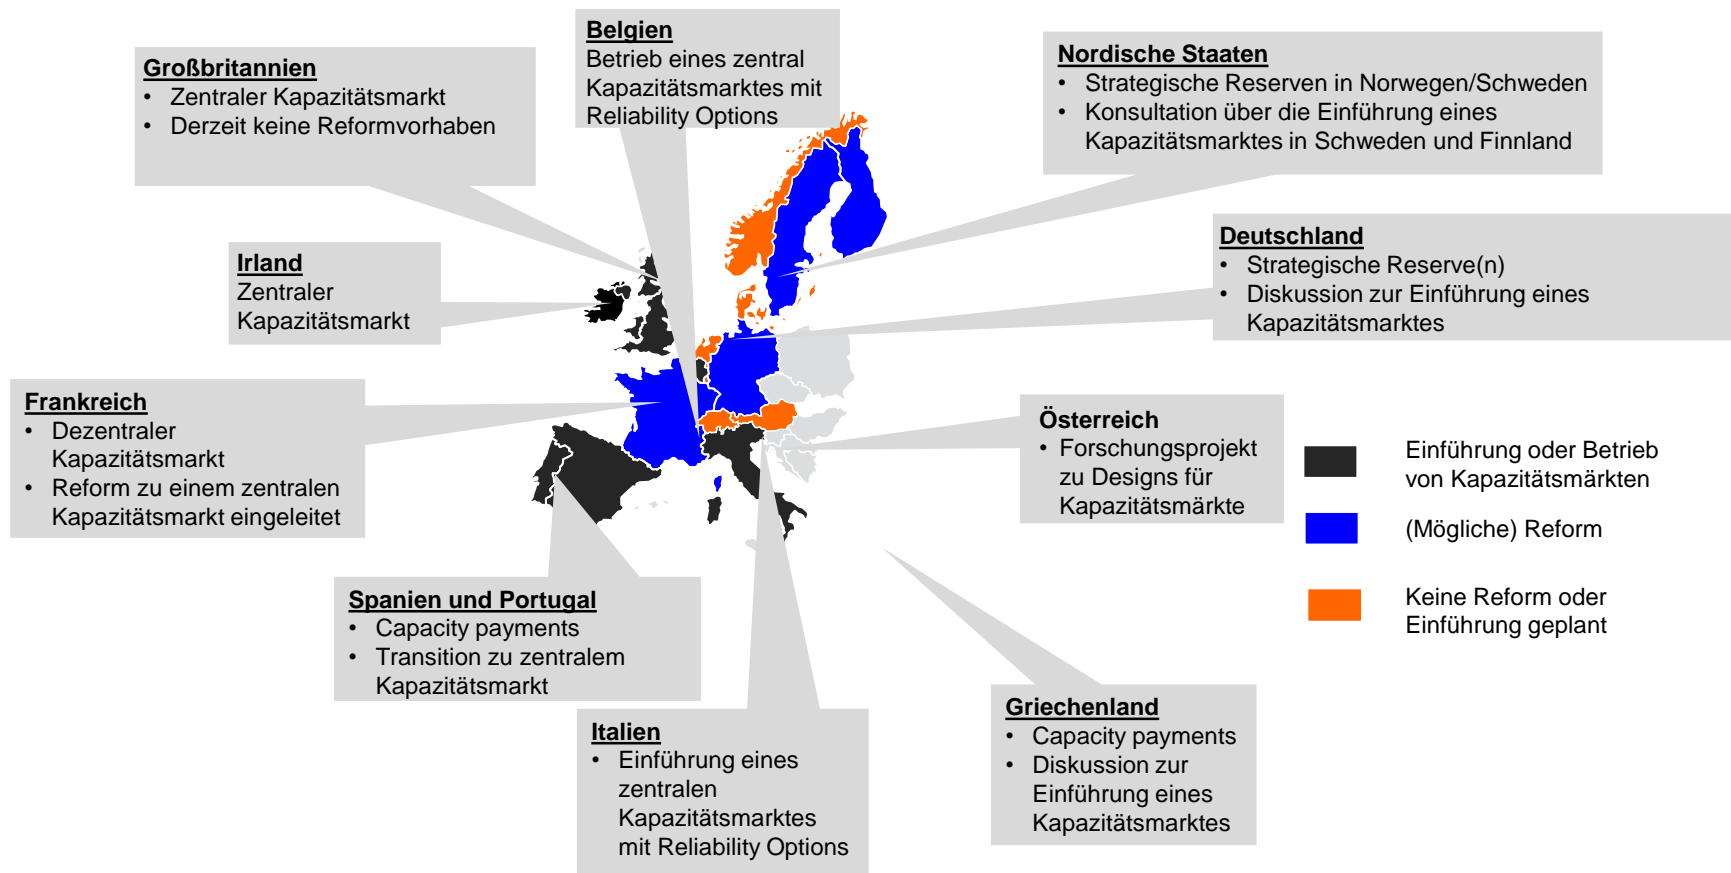 Belgien
Betrieb eines zentral
Kapazitätsmarktes mit
Reliability Options
Großbritannien
• Zentraler Kapazitätsmarkt
• Derzeit keine Reformvorhaben
Nordische Staaten
• Strategische Reserven in Norwegen/Schweden
• Konsultation über die Einführung eines
Kapazitätsmarktes in Schweden und Finnland
Irland
Zentraler
Kapazitätsmarkt
Deutschland
• Strategische Reserve(n)
• Diskussion zur Einführung eines
Kapazitätsmarktes
Frankreich
• Dezentraler
Kapazitätsmarkt
• Reform zu einem zentralen
Kapazitätsmarkt eingeleitet
Österreich
• Forschungsprojekt
zu Designs für
Kapazitätsmärkte
Einführung oder Betrieb
von Kapazitätsmärkten
(Mögliche) Reform
Keine Reform oder
Einführung geplant
Spanien und Portugal
• Capacity payments
• Transition zu zentralem
Kapazitätsmarkt
Italien
• Einführung eines
zentralen
Kapazitätsmarktes
mit Reliability Options
Griechenland
• Capacity payments
• Diskussion zur
Einführung eines
Kapazitätsmarktes